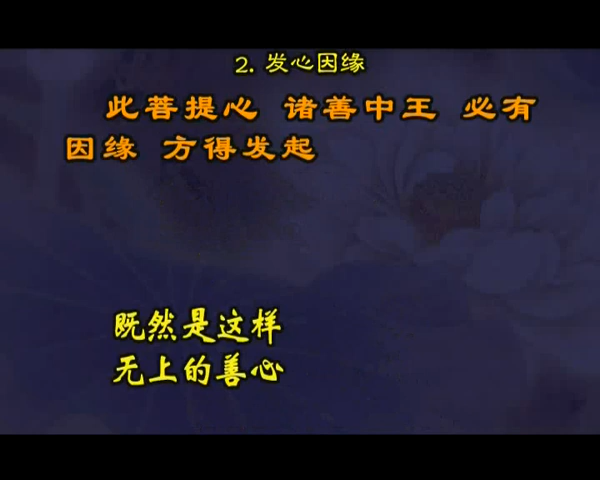 2. 发心因缘
此菩提心 诸善中王 必有
因缘 方得发起
既然是这样
无上的善心